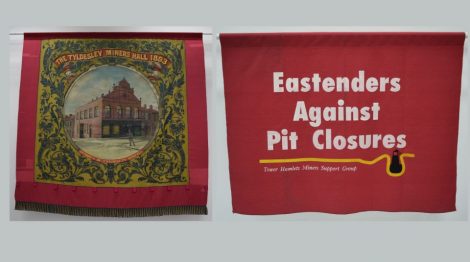 THE TYLDESLEY MINERS HALL 1893
Eastenders
Against
Pit Closures
Tower Hamlets Miners Support Group